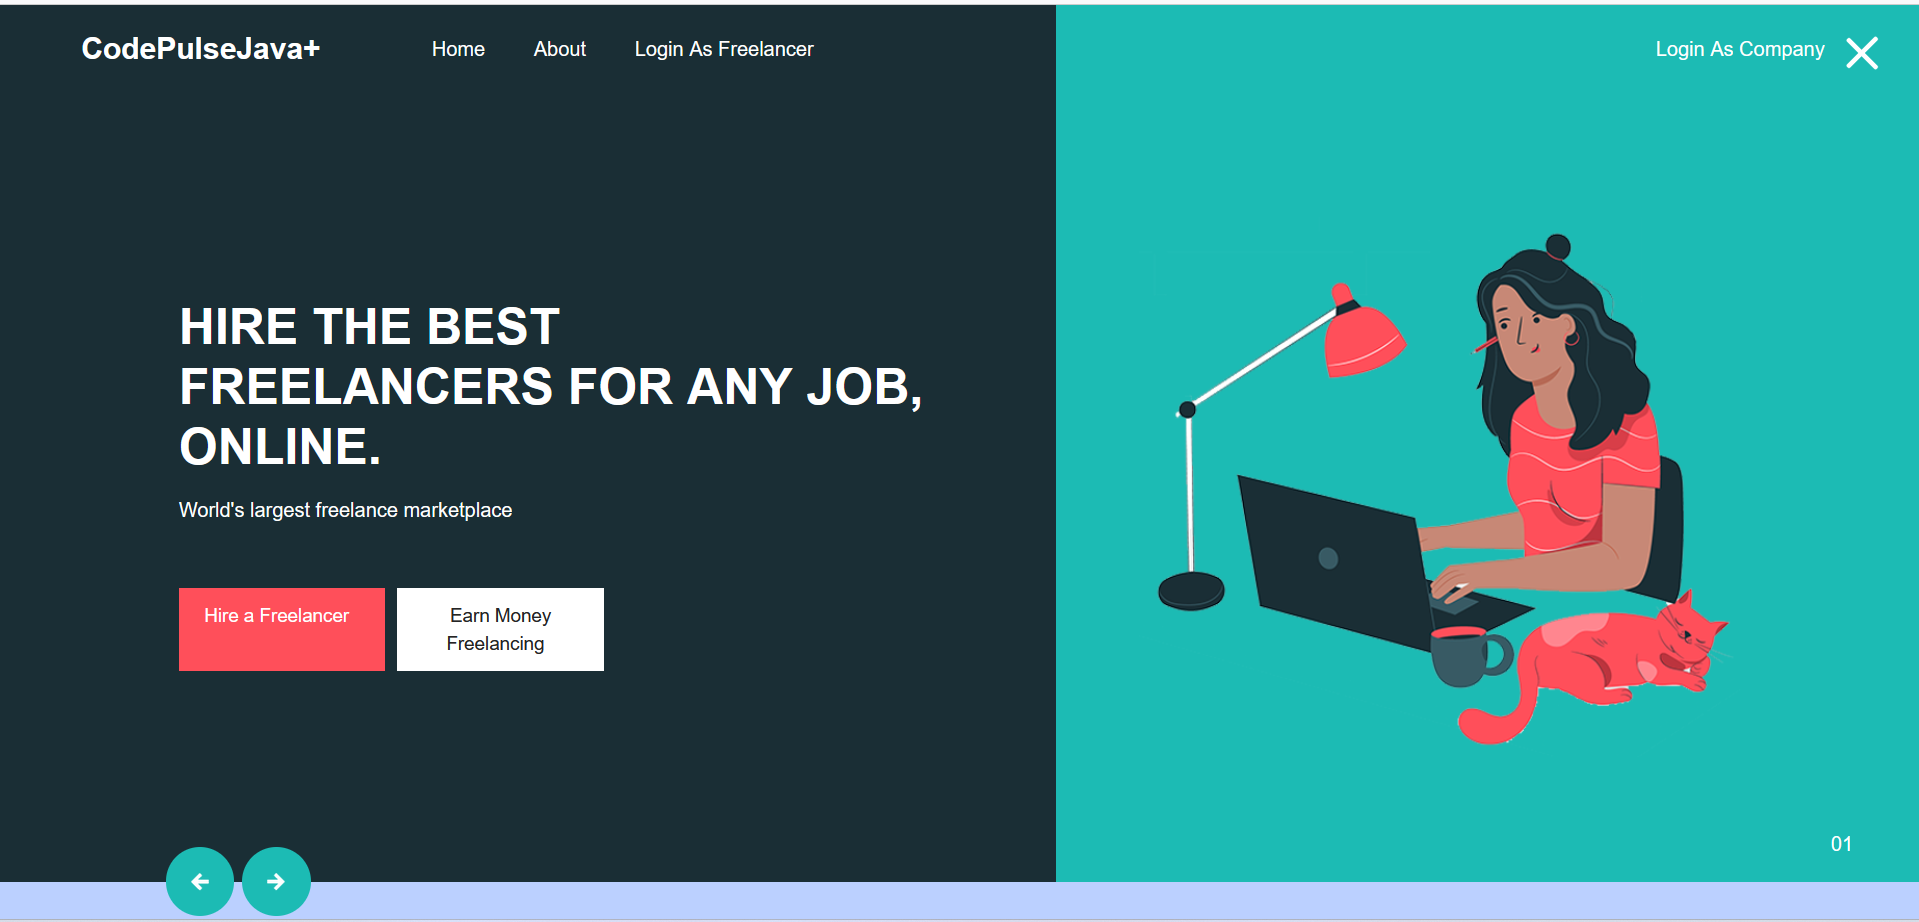 CodePulseJava+
Home
About
Login As Freelancer
Login As Company
HIRE THE BEST
FREELANCERS FOR ANY JOB,
ONLINE.
World's largest freelance marketplace
Hire a Freelancer
Earn Money
Freelancing
01